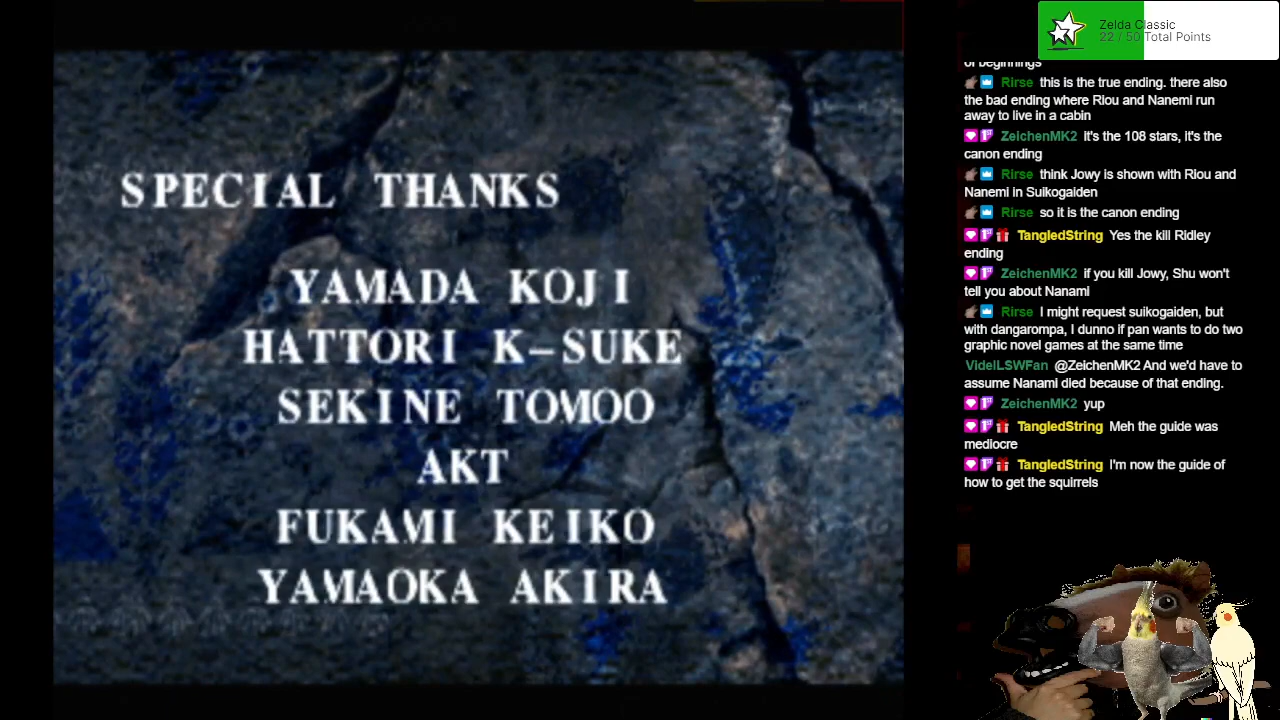 SPECIAL THANKS
YAMADA KOJI
HATTORI K-SUKE
SEKINE TOMOO
AKT
FUKAMI KEIKO
YAMAOKA AKIRA
Zelda Classic
22 / 50 Total Points
of beginnings
Rirse this is the true ending. there also
the bad ending where Riou and Nanemi run
away to live in a cabin
ZeichenMK2 it's the 108 stars, it's the
canon ending
Rirse think Jowy is shown with Riou and
Nanemi in Suikogaiden
Rirse so it is the canon ending
TangledString Yes the kill Ridley
ending
ZeichenMK2 if you kill Jowy, Shu won't
tell you about Nanami
Rirse I might request suikogaiden, but
with dangarompa, I dunno if pan wants to do two
graphic novel games at the same time
VidelLSWFan @ZeichenMK2 And we'd have to
assume Nanami died because of that ending.
ZeichenMK2 yup
TangledString Meh the guide was
mediocre
TangledString I'm now the guide of
how to get the squirrels